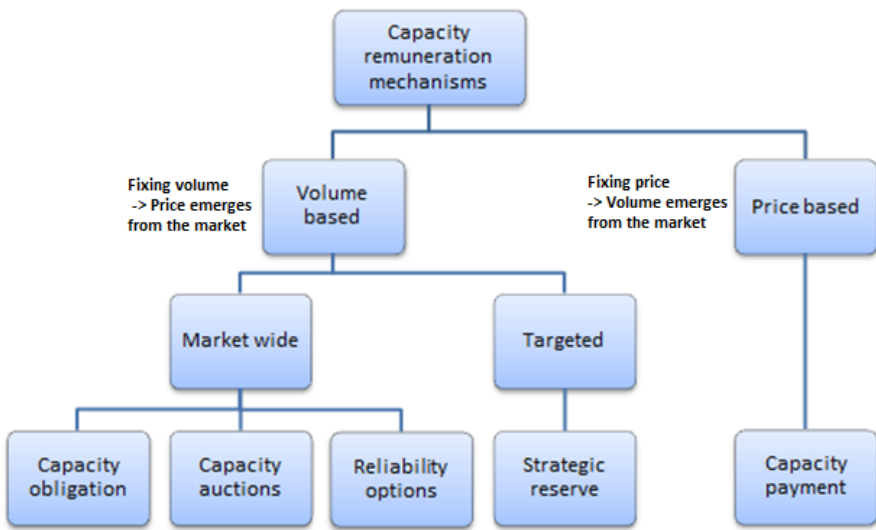 Capacity
remuneration
mechanisms
Fixing volume
-> Price emerges
from the market
Volume
based
Fixing price
-> Volume emerges
from the market
Price based
Market wide
Targeted
Capacity
obligation
Capacity
auctions
Reliability
options
Strategic
reserve
Capacity
payment